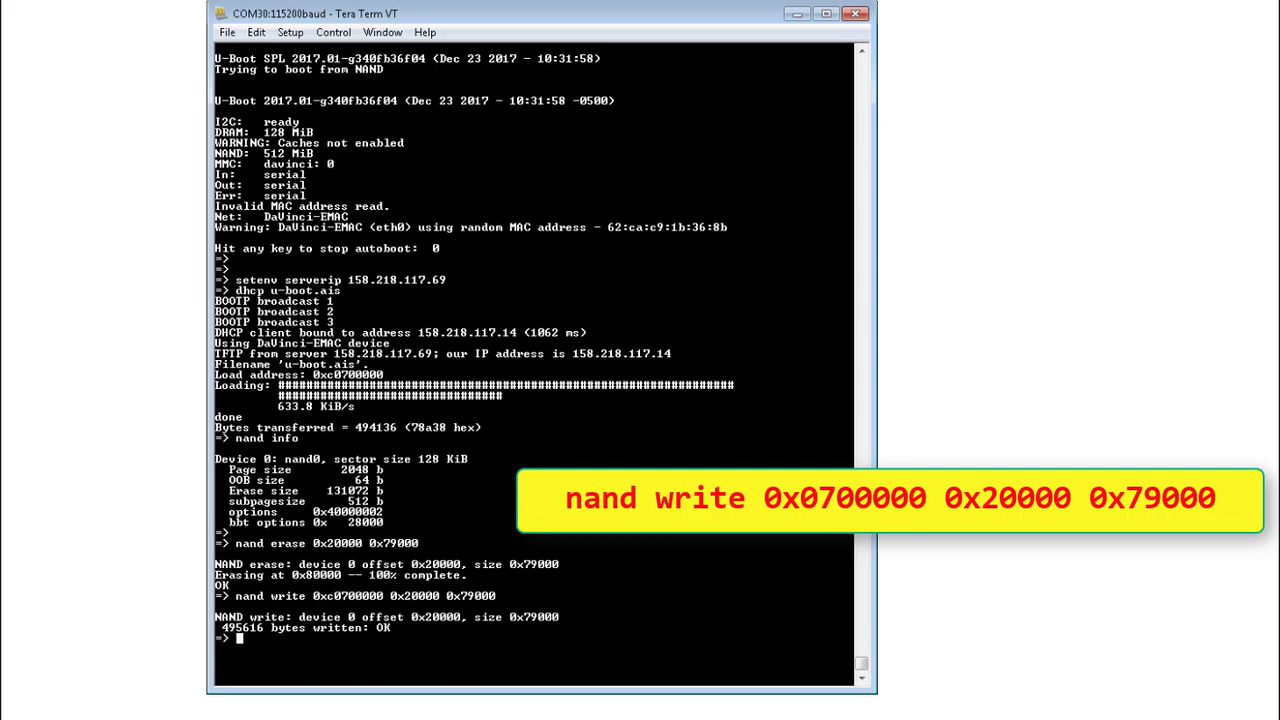 COM30:115200baud - Tera Term VT
File Edit Setup Control Window Help
U-Boot SPL 2017.01-g340fb36f04 (Dec 23 2017 - 10:31:58)
Trying to boot from NAND
U-Boot 2017.01-g340fb36f04 (Dec 23 2017 - 10:31:58 -0500)
I2C: ready
DRAM: 128 MiB
WARNING: Caches not enabled
NAND: 512 MiB
MMC: davinci: 0
In: serial
Out: serial
Err: serial
Invalid MAC address read.
Net: DaVinci-EMAC
Warning: DaVinci-EMAC (eth0) using random MAC address - 62:ca:c9:1b:36:8b
Hit any key to stop autoboot: 0
=>
=>
=> setenv serverip 158.218.117.69
=> dhcp u-boot.ais
BOOTP broadcast 1
BOOTP broadcast 2
BOOTP broadcast 3
DHCP client bound to address 158.218.117.14 (1062 ms)
Using DaVinci-EMAC device
TFTP from server 158.218.117.69; our IP address is 158.218.117.14
Filename 'u-boot.ais'.
Load address: 0xc0700000
Loading: #################################################################
################################
633.8 KiB/s
done
Bytes transferred = 494136 (78a38 hex)
=> nand info
Device 0: nand0, sector size 128 KiB
Page size 2048 b
OOB size 64 b
Erase size 131072 b
subpagesize 512 b
options 0x40000002
bbt options 0x 28000
=>
=> nand erase 0x20000 0x79000
NAND erase: device 0 offset 0x20000, size 0x79000
Erasing at 0x80000 -- 100% complete.
OK
=> nand write 0xc0700000 0x20000 0x79000
NAND write: device 0 offset 0x20000, size 0x79000
495616 bytes written: OK
=>
nand write 0x0700000 0x20000 0x79000